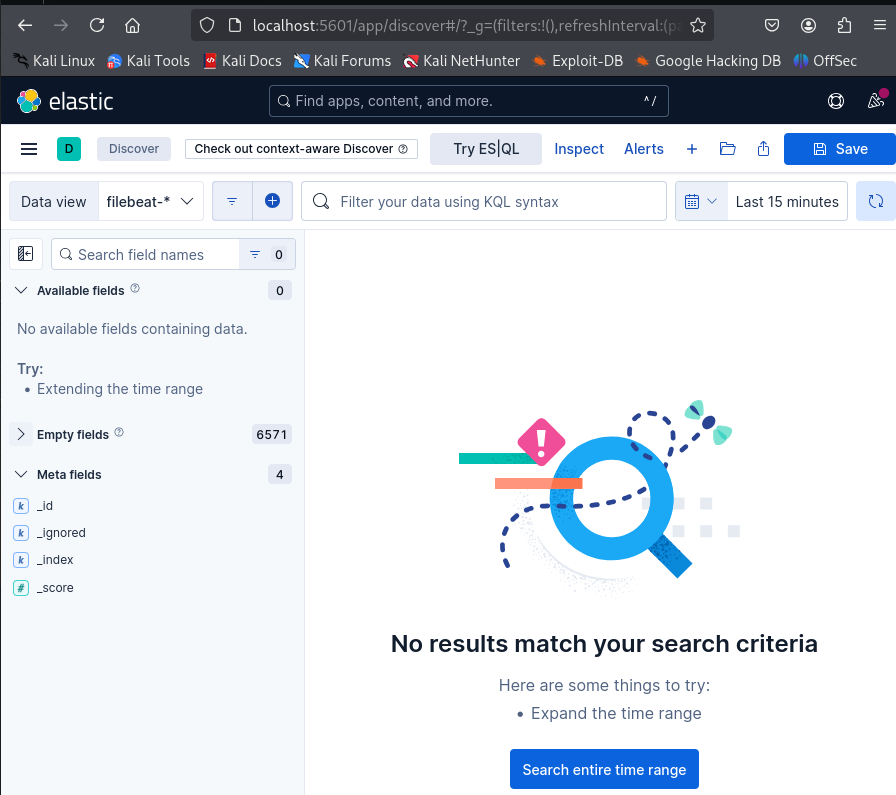 localhost:5601/app/discover#/?_g=(filters:!(),refreshInterval:(pa
Kali Linux Kali Tools Kali Docs Kali Forums Kali NetHunter Exploit-DB Google Hacking DB OffSec
elastic Find apps, content, and more. ^/
D Discover Check out context-aware Discover Try ES|QL Inspect Alerts Save
Data view filebeat-* Filter your data using KQL syntax Last 15 minutes
Search field names 0
Available fields 0
No available fields containing data.
Try:
• Extending the time range
Empty fields 6571
Meta fields 4
k _id
k _ignored
k _index
# _score
No results match your search criteria
Here are some things to try:
• Expand the time range
Search entire time range